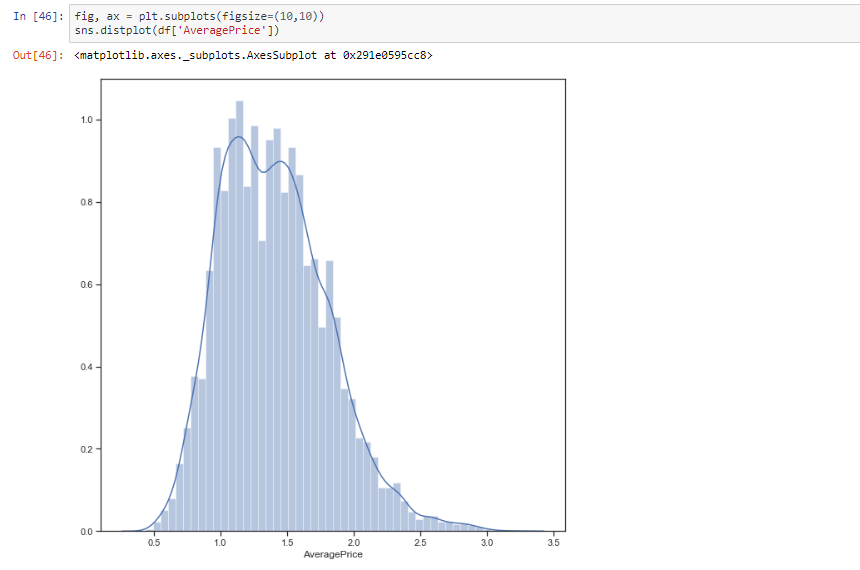 In [46]: fig, ax = plt.subplots(figsize=(10,10))
sns.distplot(df['AveragePrice'])
Out[46]: <matplotlib.axes._subplots.AxesSubplot at 0x291e0595cc8>
1.0
0.8
0.6
0.4
0.2
0.0
0.5 1.0 1.5 2.0 2.5 3.0 3.5
AveragePrice